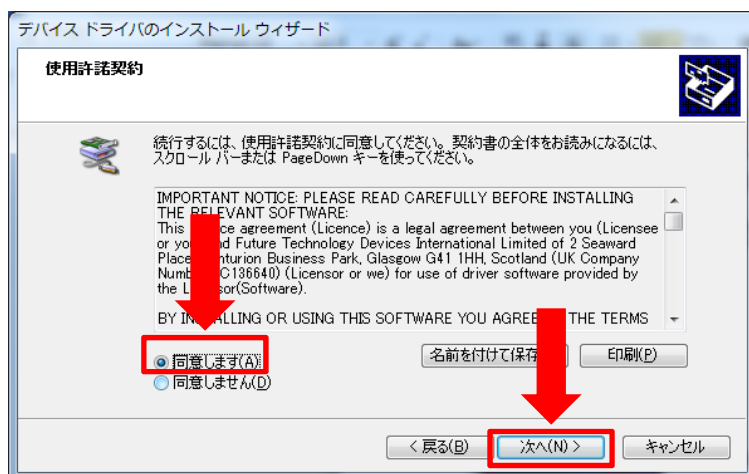 デバイス ドライバのインストール ウィザード
使用許諾契約
続行するには、使用許諾契約に同意してください。契約書の全体をお読みになるには、
スクロール バーまたは PageDown キーを使ってください。
IMPORTANT NOTICE: PLEASE READ CAREFULLY BEFORE INSTALLING
THE RELEVANT SOFTWARE:
This agreement (Licence) is a legal agreement between you (Licensee
or Future Technology Devices International Limited of 2 Seaward
Place Business Park, Glasgow G41 1HH, Scotland (UK Company
C136640) (Licensor or we) for use of driver software provided by
the (Software).
BY OR USING THIS SOFTWARE YOU THE TERMS
同意します(A)
名前を付けて保存
印刷(P)
同意しません(D)
< 戻る(B)
次へ(N) >
キャンセル